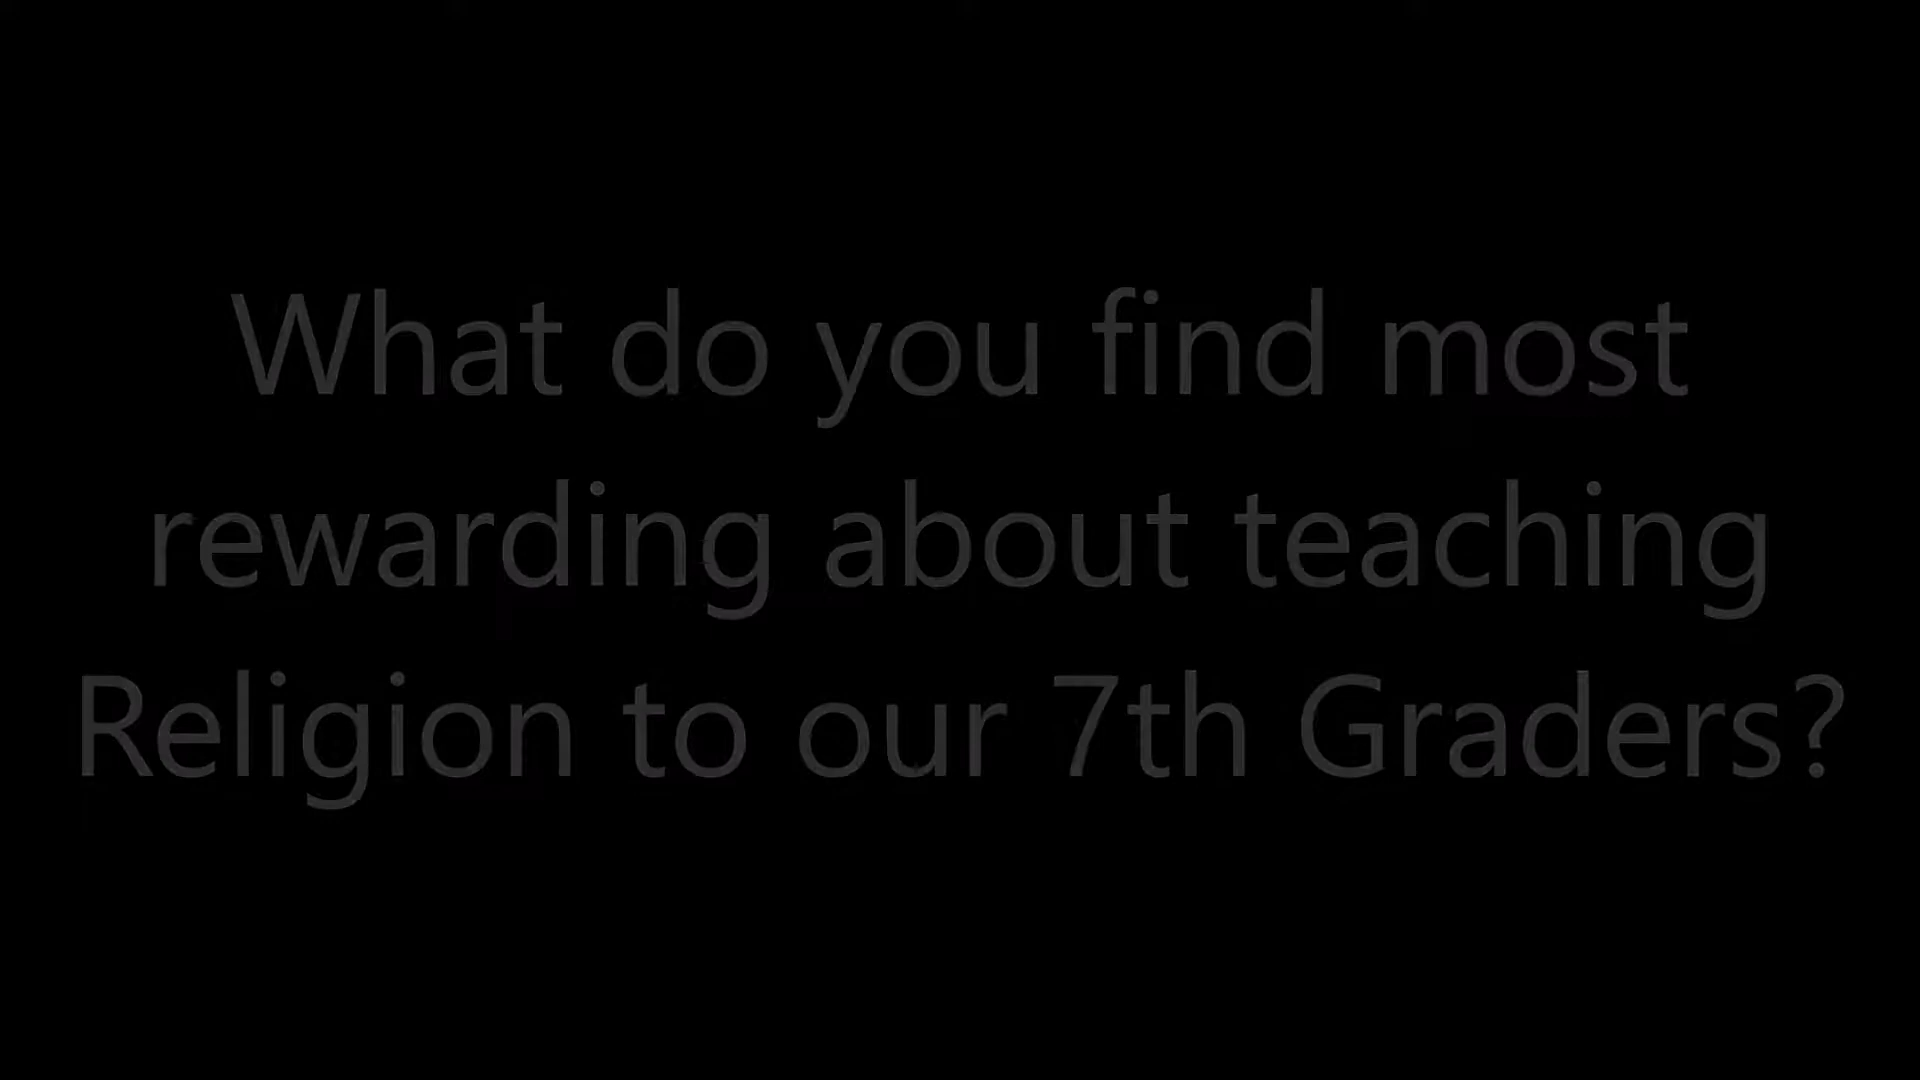 What do you find most
rewarding about teaching
Religion to our 7th Graders?